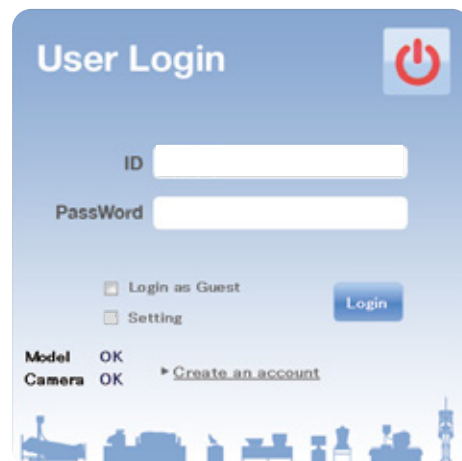 User Login
ID
PassWord
Login as Guest
Login
Setting
Model OK
Camera OK
Create an account